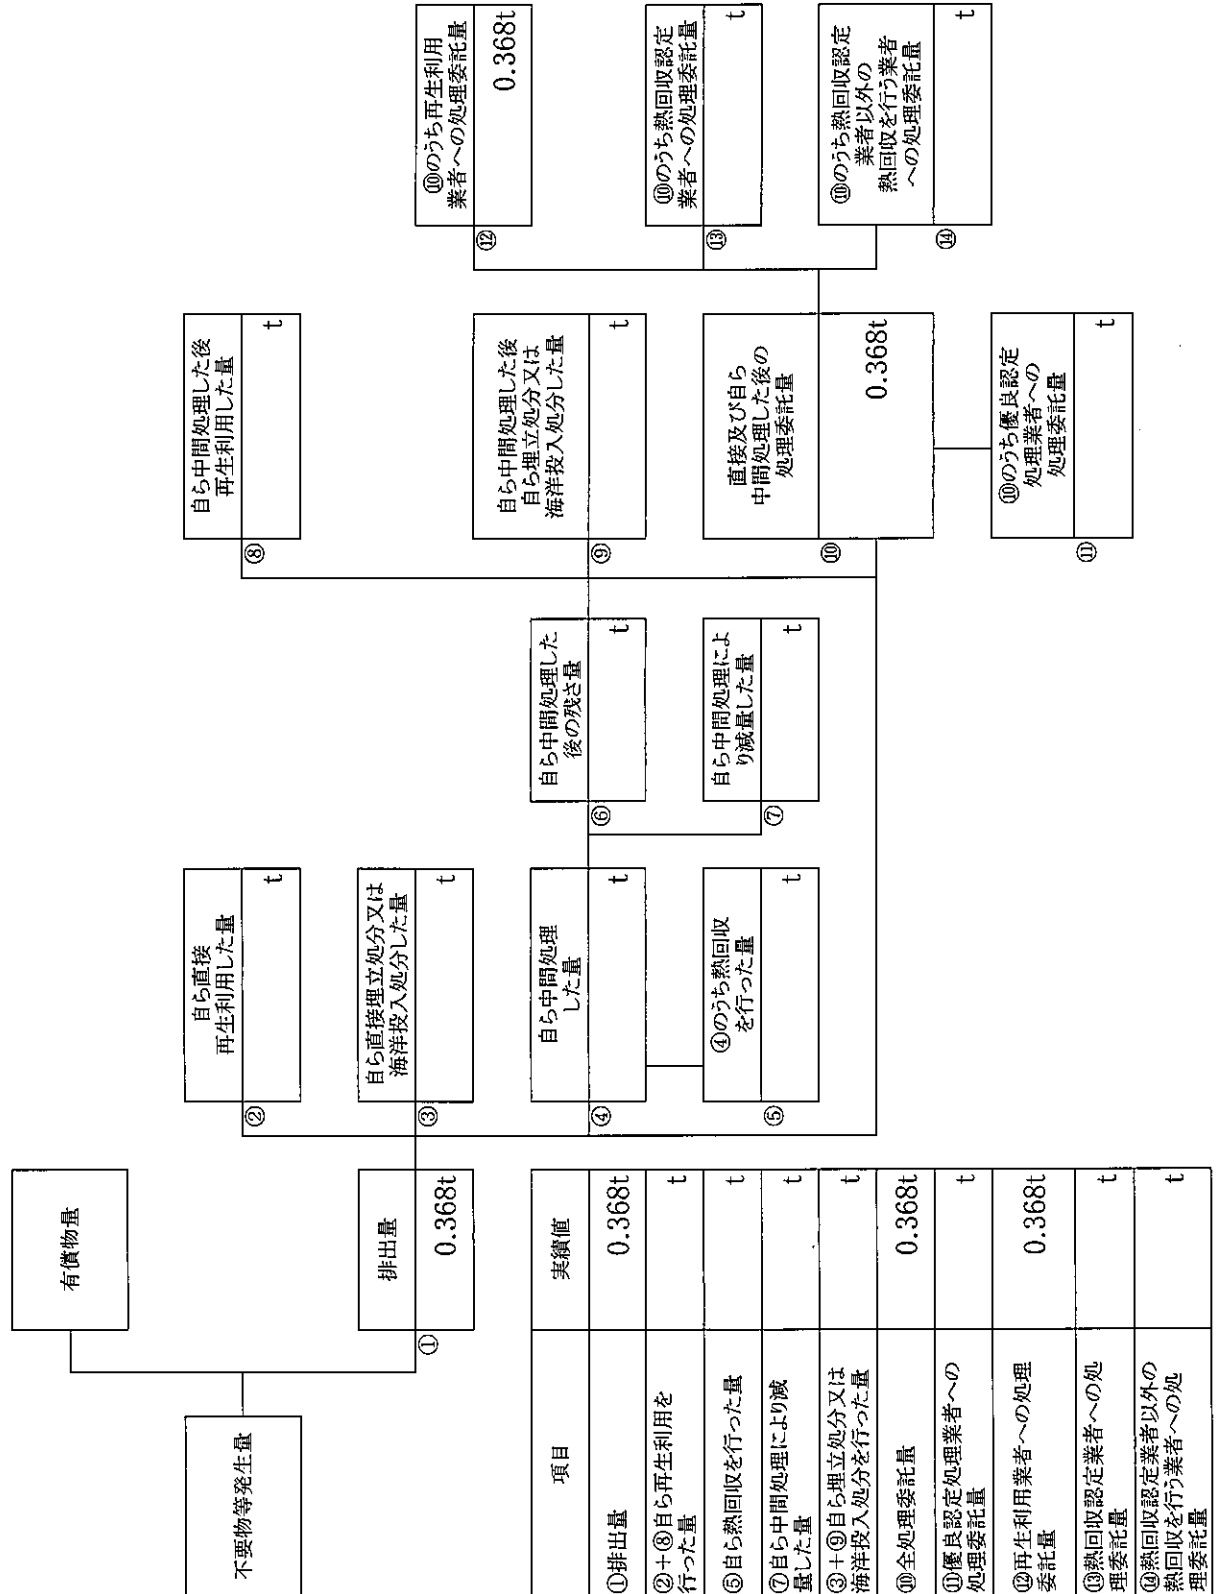 不要物等発生量
有償物量
排出量
①
0.368t
自ら直接
再生利用した量
②
t
自ら直接埋立処分又は
海洋投入処分した量
③
t
自ら中間処理
した量
④
t
④のうち熱回収
を行った量
⑤
t
自ら中間処理した
後の残さ量
⑥
t
自ら中間処理によ
り減量した量
⑦
t
自ら中間処理した後
再生利用した量
⑧
t
自ら中間処理した後
自ら埋立処分又は
海洋投入処分した量
⑨
t
直接及び自ら
中間処理した後の
処理委託量
⑩
0.368t
⑩のうち優良認定
処理業者への
処理委託量
⑪
t
⑩のうち再生利用
業者への処理委託量
⑫
0.368t
⑩のうち熱回収認定
業者への処理委託量
⑬
t
⑩のうち熱回収認定
業者以外の
熱回収を行う業者
への処理委託量
⑭
t
項目
実績値
①排出量
0.368t
②+⑧自ら再生利用を
行った量
t
⑤自ら熱回収を行った量
t
⑦自ら中間処理により減
量した量
t
③+⑨自ら埋立処分又は
海洋投入処分を行った量
t
⑩全処理委託量
0.368t
⑪優良認定処理業者への
処理委託量
t
⑫再生利用業者への処理
委託量
0.368t
⑬熱回収認定業者への処
理委託量
t
⑭熱回収認定業者以外の
熱回収を行う業者への処
理委託量
t